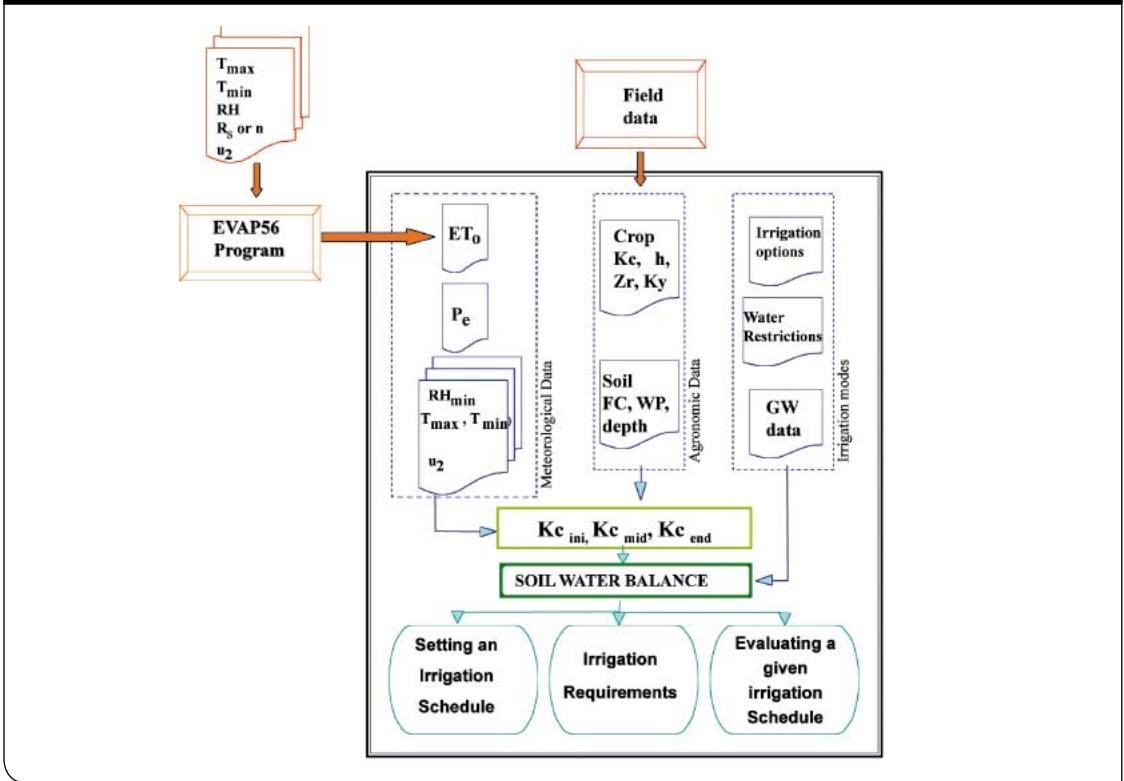 Tmax
Tmin
RH
RS or n
u2
EVAP56
Program
Field
data
ETo
Pe
RHmin
Tmax , Tmin)
u2
Meteorological Data
Crop
Kc, h,
Zr, Ky
Soil
FC, WP,
depth
Agronomic Data
Irrigation
options
Water
Restrictions
GW
data
Irrigation modes
Kc ini, Kc mid, Kc end
SOIL WATER BALANCE
Setting an
Irrigation
Schedule
Irrigation
Requirements
Evaluating a
given
irrigation
Schedule